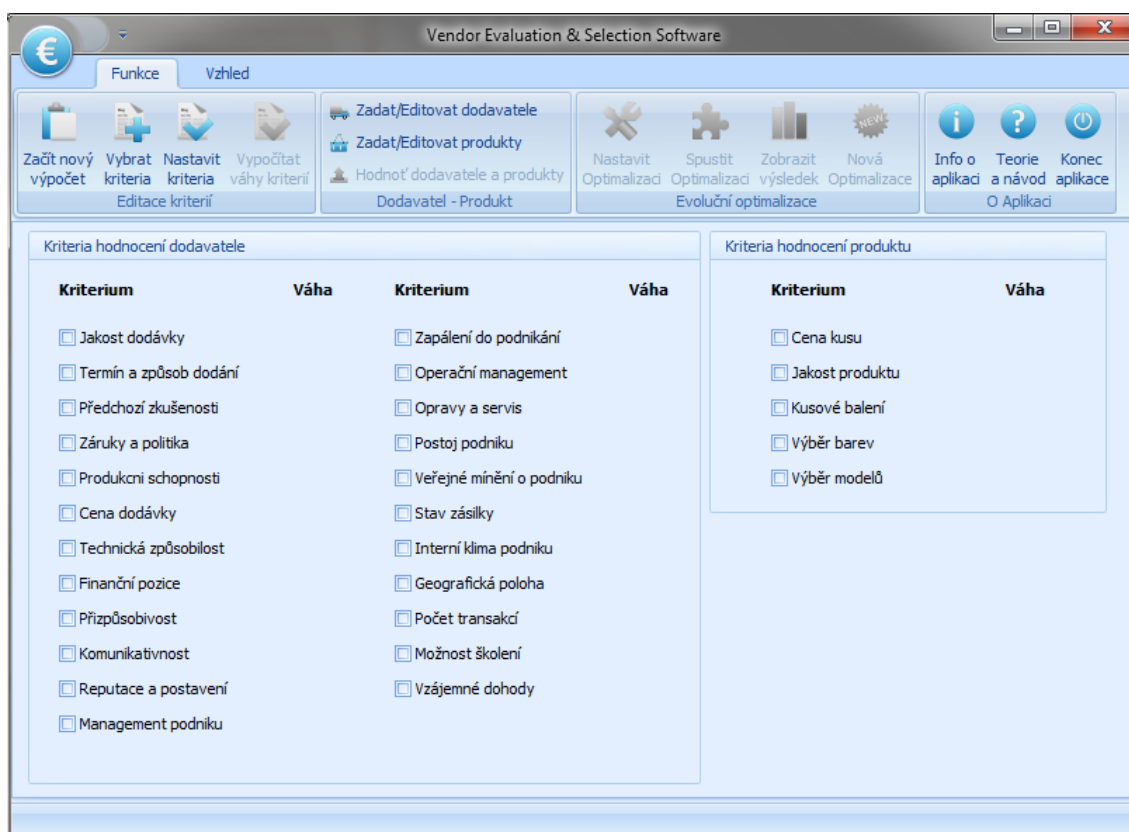 Vendor Evaluation & Selection Software
€
Funkce Vzhled
Začít nový výpočet
Vybrat kriteria
Nastavit kriteria
Vypočítat váhy kriterií
Editace kriterií
Zadat/Editovat dodavatele
Zadat/Editovat produkty
Hodnoť dodavatele a produkty
Dodavatel - Produkt
Nastavit Optimalizaci
Spustit Optimalizaci
Zobrazit výsledek
NEW
Nová Optimalizace
Evoluční optimalizace
i
Info o aplikaci
?
Teorie a návod
Konec aplikace
O Aplikaci
Kriteria hodnocení dodavatele
Kriterium Váha Kriterium Váha
Jakost dodávky
Termín a způsob dodání
Předchozí zkušenosti
Záruky a politika
Produkcni schopnosti
Cena dodávky
Technická způsobilost
Finanční pozice
Přizpůsobivost
Komunikativnost
Reputace a postavení
Management podniku
Zapálení do podnikání
Operační management
Opravy a servis
Postoj podniku
Veřejné mínění o podniku
Stav zásilky
Interní klima podniku
Geografická poloha
Počet transakcí
Možnost školení
Vzájemné dohody
Kriteria hodnocení produktu
Kriterium Váha
Cena kusu
Jakost produktu
Kusové balení
Výběr barev
Výběr modelů